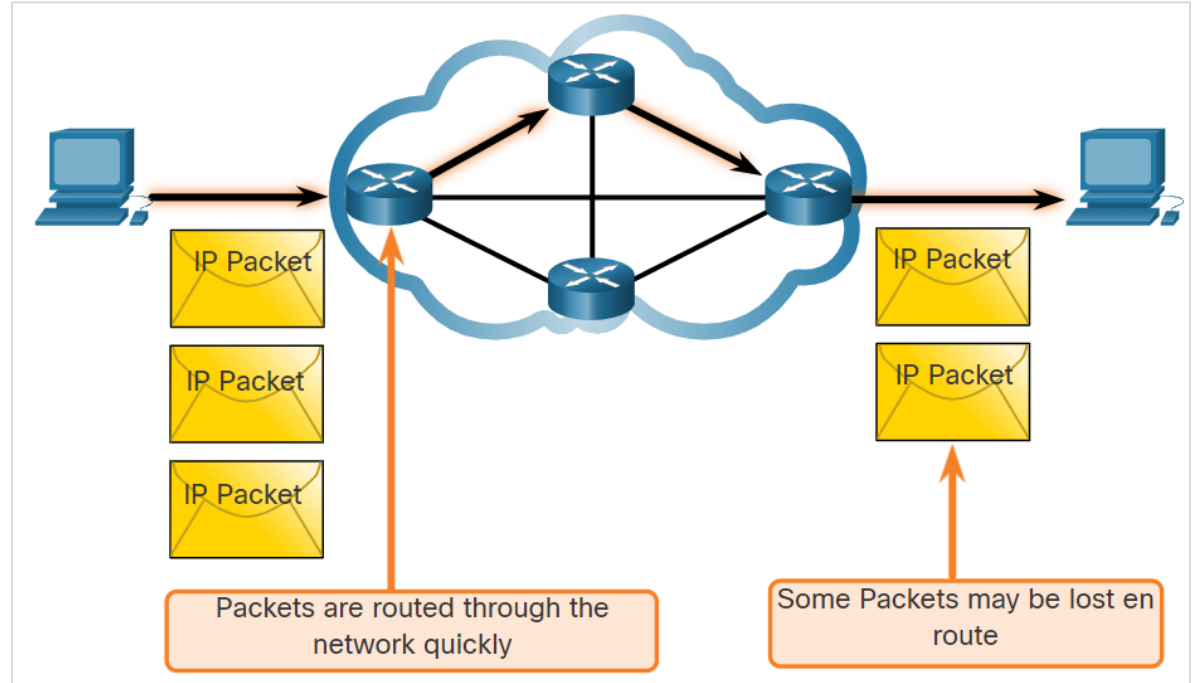 IP Packet
IP Packet
IP Packet
IP Packet
IP Packet
Packets are routed through the
network quickly
Some Packets may be lost en
route